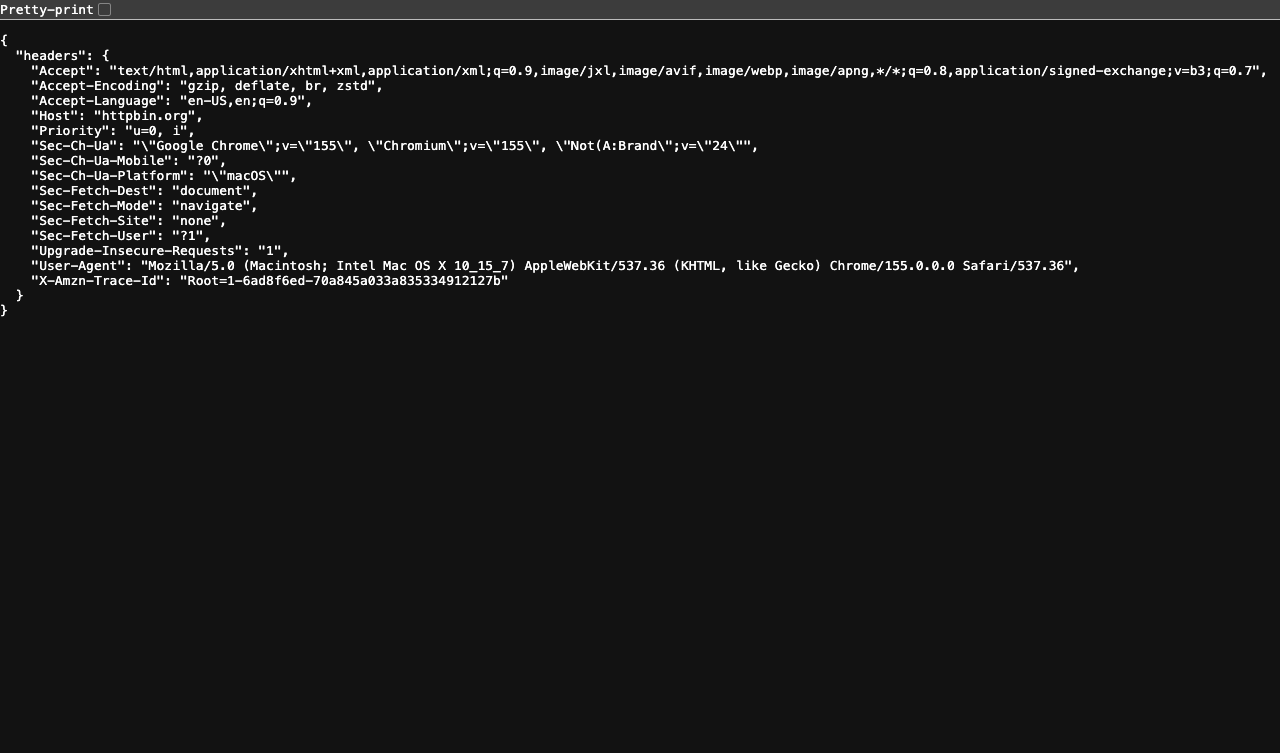 Pretty-print
{
  "headers": {
    "Accept": "text/html,application/xhtml+xml,application/xml;q=0.9,image/jxl,image/avif,image/webp,image/apng,*/*;q=0.8,application/signed-exchange;v=b3;q=0.7",
    "Accept-Encoding": "gzip, deflate, br, zstd",
    "Accept-Language": "en-US,en;q=0.9",
    "Host": "httpbin.org",
    "Priority": "u=0, i",
    "Sec-Ch-Ua": "\"Google Chrome\";v=\"155\", \"Chromium\";v=\"155\", \"Not(A:Brand\";v=\"24\"",
    "Sec-Ch-Ua-Mobile": "?0",
    "Sec-Ch-Ua-Platform": "\"macOS\"",
    "Sec-Fetch-Dest": "document",
    "Sec-Fetch-Mode": "navigate",
    "Sec-Fetch-Site": "none",
    "Sec-Fetch-User": "?1",
    "Upgrade-Insecure-Requests": "1",
    "User-Agent": "Mozilla/5.0 (Macintosh; Intel Mac OS X 10_15_7) AppleWebKit/537.36 (KHTML, like Gecko) Chrome/155.0.0.0 Safari/537.36",
    "X-Amzn-Trace-Id": "Root=1-6ad8f6ed-70a845a033a835334912127b"
  }
}